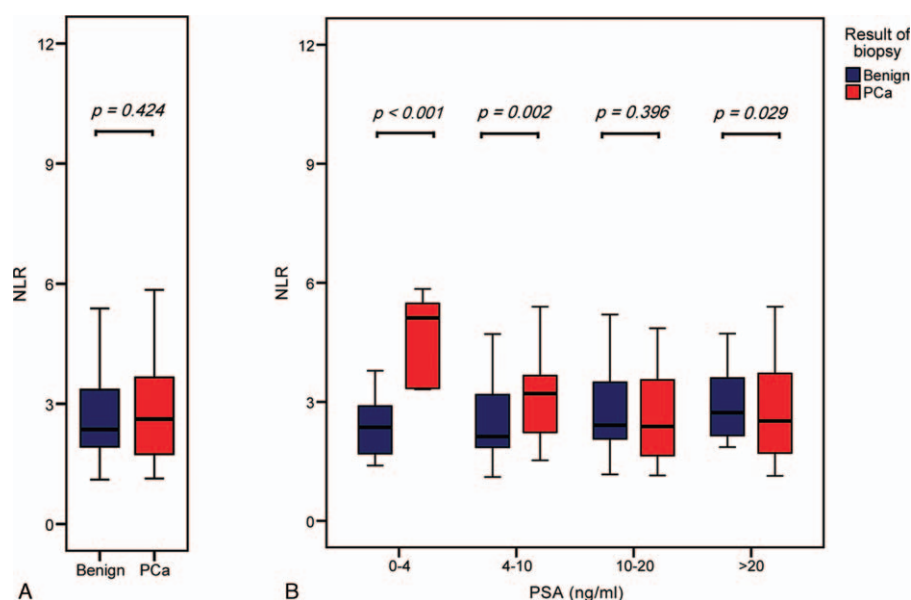 12
9
6
3
0
NLR
p = 0.424
Benign
PCa
A
12
9
6
3
0
NLR
p < 0.001
p = 0.002
p = 0.396
p = 0.029
0-4
4-10
10-20
>20
PSA (ng/ml)
B
Result of
biopsy
Benign
PCa